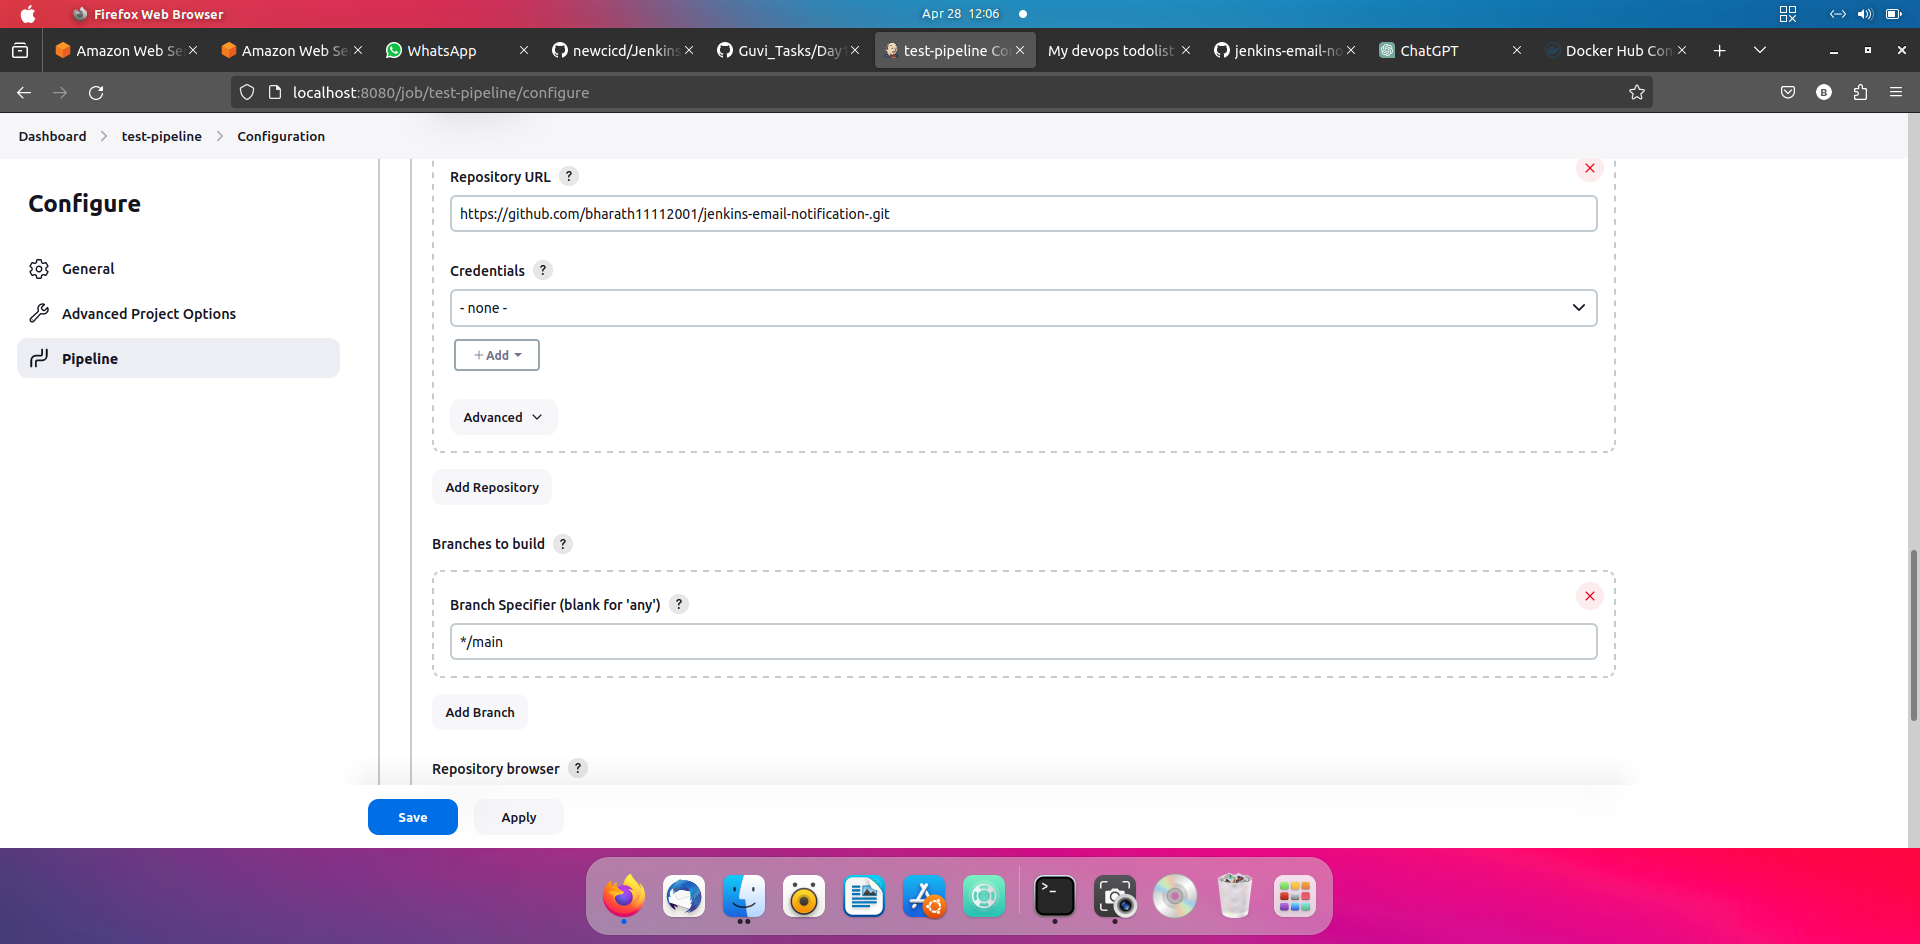 Firefox Web Browser
Apr 28 12:06
Amazon Web Se
Amazon Web Se
WhatsApp
newcicd/Jenkins
Guvi_Tasks/Day
test-pipeline Co
My devops todolist
jenkins-email-no
ChatGPT
Docker Hub Con
localhost:8080/job/test-pipeline/configure
B
Dashboard
test-pipeline
Configuration
Configure
General
Advanced Project Options
Pipeline
Repository URL ?
https://github.com/bharath11112001/jenkins-email-notification-.git
Credentials ?
- none -
+ Add
Advanced
Add Repository
Branches to build ?
Branch Specifier (blank for 'any') ?
*/main
Add Branch
Repository browser ?
Save
Apply
>_